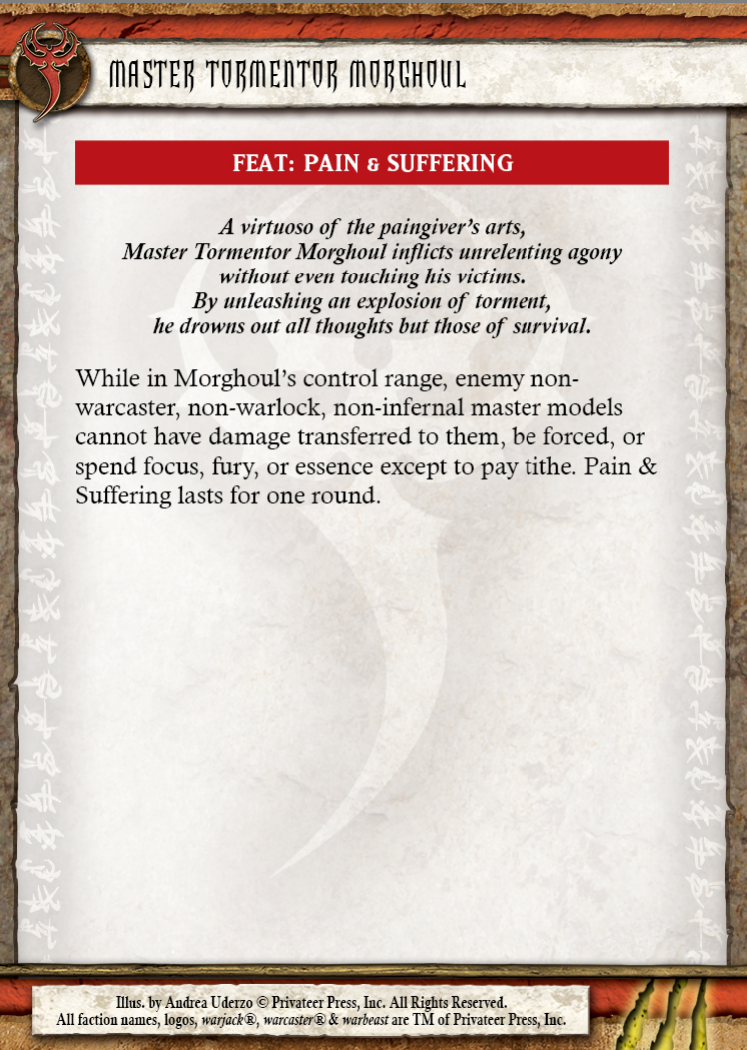 MASTER TORMENTOR MORGHOUL
FEAT: PAIN & SUFFERING
A virtuoso of the paingiver's arts,
Master Tormentor Morghoul inflicts unrelenting agony
without even touching his victims.
By unleashing an explosion of torment,
he drowns out all thoughts but those of survival.
While in Morghoul's control range, enemy non-
warcaster, non-warlock, non-infernal master models
cannot have damage transferred to them, be forced, or
spend focus, fury, or essence except to pay tithe. Pain &
Suffering lasts for one round.
Illus. by Andrea Uderzo © Privateer Press, Inc. All Rights Reserved.
All faction names, logos, warjack®, warcaster® & warbeast are TM of Privateer Press, Inc.